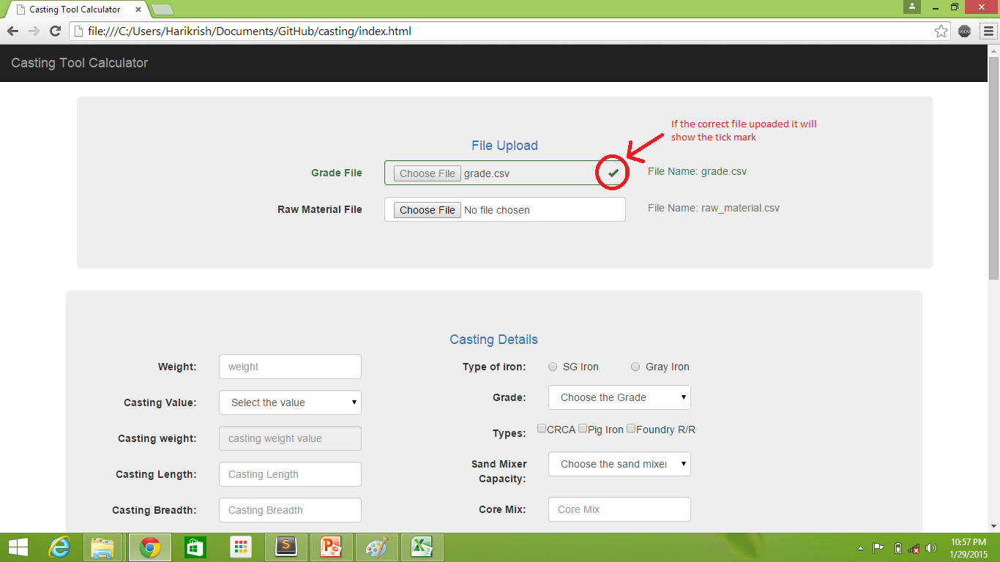 Casting Tool Calculator
file:///C:/Users/Harikrish/Documents/GitHub/casting/index.html
Casting Tool Calculator
If the correct file upoaded it will
show the tick mark
File Upload
Grade File
Choose File grade.csv
File Name: grade.csv
Raw Material File
Choose File No file chosen
File Name: raw_material.csv
Casting Details
Weight:
weight
Type of iron:
SG Iron
Gray Iron
Casting Value:
Select the value
Grade:
Choose the Grade
Casting weight:
casting weight value
Types:
CRCA Pig Iron Foundry R/R
Casting Length:
Casting Length
Sand Mixer
Capacity:
Choose the sand mixer
Casting Breadth:
Casting Breadth
Core Mix:
Core Mix
10:57 PM
1/29/2015